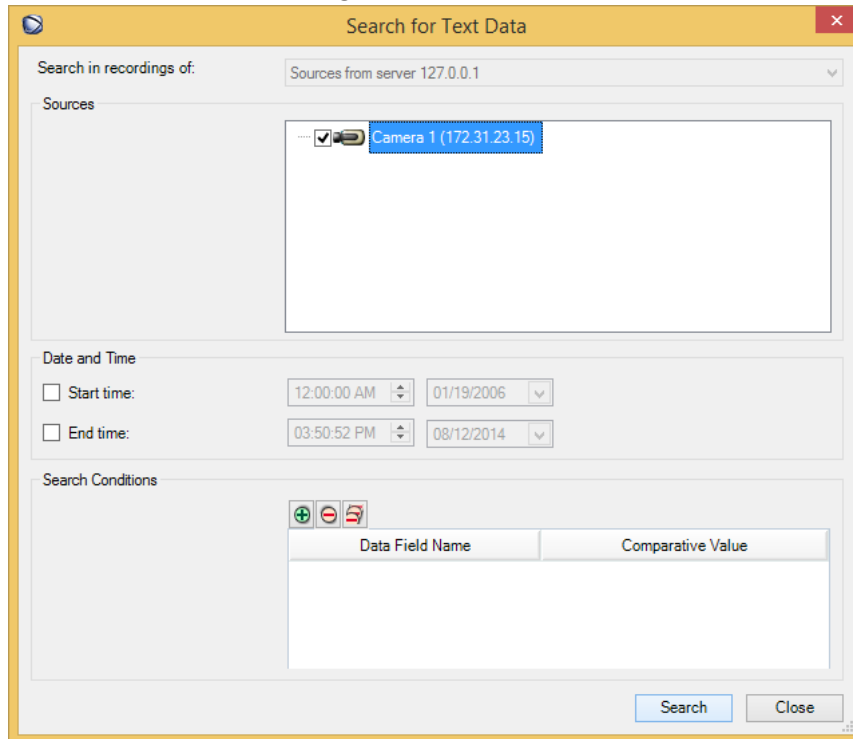 Search for Text Data
Search in recordings of: Sources from server 127.0.0.1
Sources
Camera 1 (172.31.23.15)
Date and Time
Start time: 12:00:00 AM 01/19/2006
End time: 03:50:52 PM 08/12/2014
Search Conditions
Data Field Name Comparative Value
Search Close